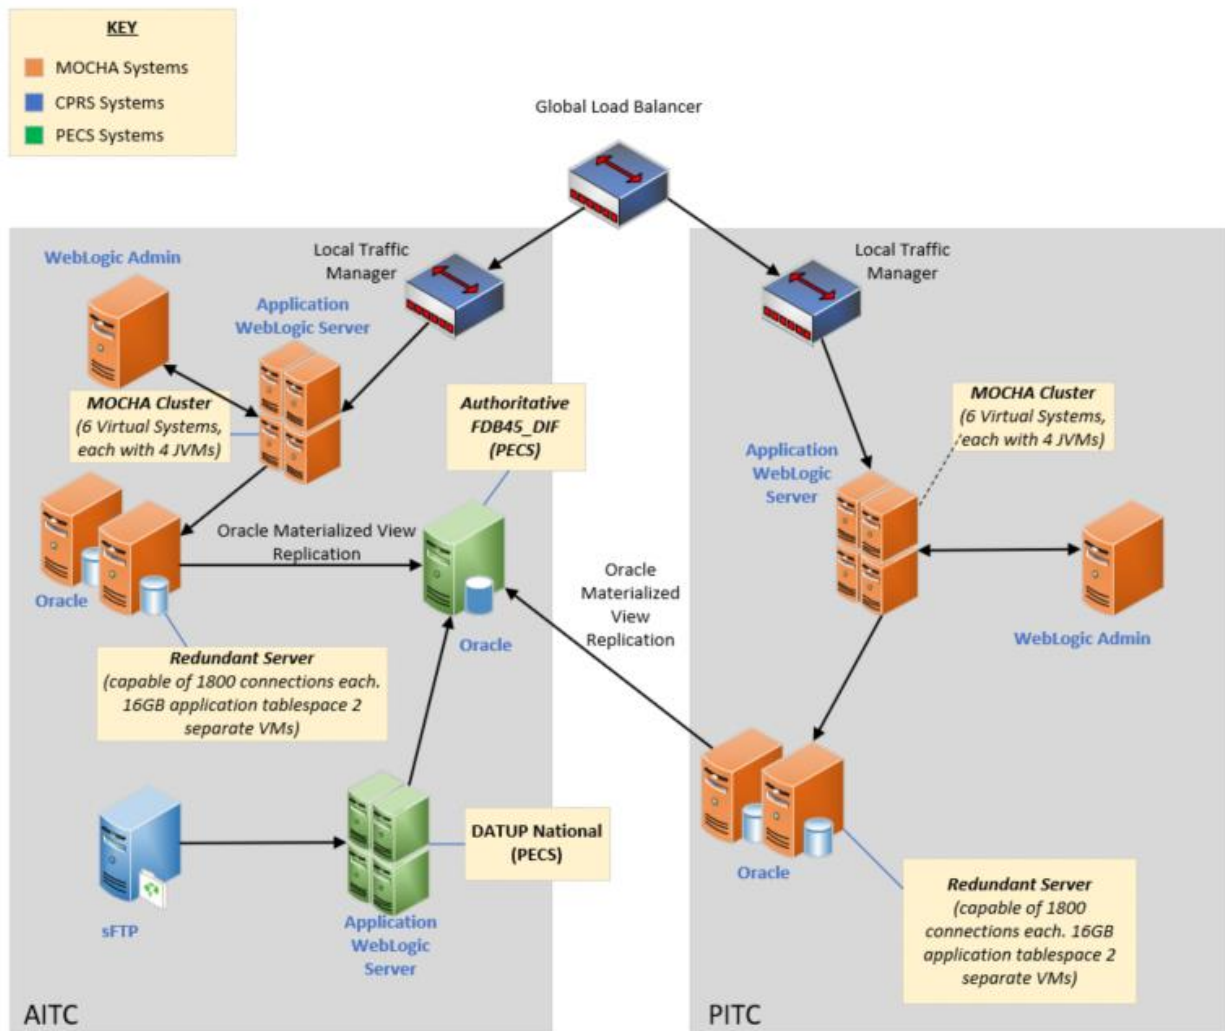 KEY
MOCHA Systems
CPRS Systems
PECS Systems
Global Load Balancer
WebLogic Admin
Local Traffic
Manager
Application
WebLogic Server
MOCHA Cluster
(6 Virtual Systems,
each with 4 JVMs)
Authoritative
FDB45_DIF
(PECS)
Oracle Materialized View
Replication
Oracle
Oracle
Redundant Server
(capable of 1800 connections each.
16GB application tablespace 2
separate VMs)
sFTP
DATUP National
(PECS)
Application
WebLogic
Server
AITC
Oracle
Materialized
View
Replication
Local Traffic
Manager
MOCHA Cluster
(6 Virtual Systems,
each with 4 JVMs)
Application
WebLogic
Server
WebLogic Admin
Oracle
Redundant Server
(capable of 1800
connections each. 16GB
application tablespace 2
separate VMs)
PITC